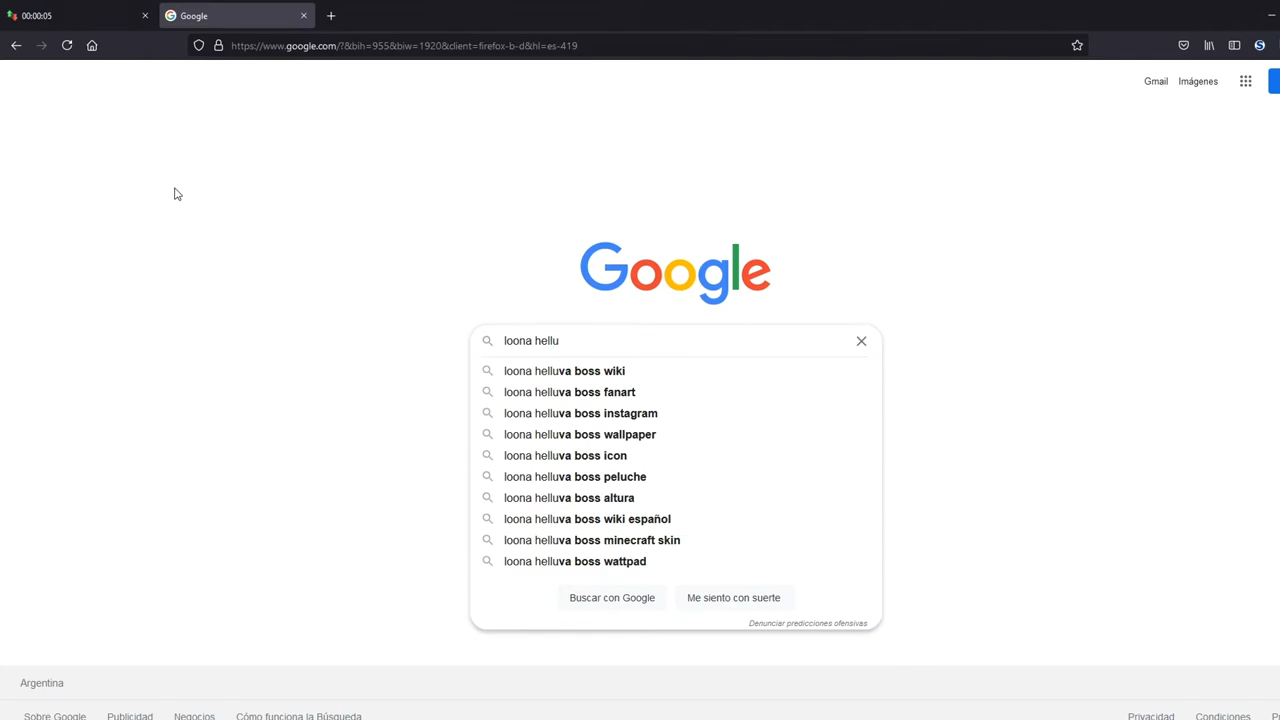 00:00:05
Google
https://www.google.com/?&bih=955&biw=1920&client=firefox-b-d&hl=es-419
Gmail Imágenes
Google
loona hellu
loona helluva boss wiki
loona helluva boss fanart
loona helluva boss instagram
loona helluva boss wallpaper
loona helluva boss icon
loona helluva boss peluche
loona helluva boss altura
loona helluva boss wiki español
loona helluva boss minecraft skin
loona helluva boss wattpad
Buscar con Google Me siento con suerte
Denunciar predicciones ofensivas
Argentina
Sobre Google Publicidad Negocios Cómo funciona la Búsqueda Privacidad Condiciones